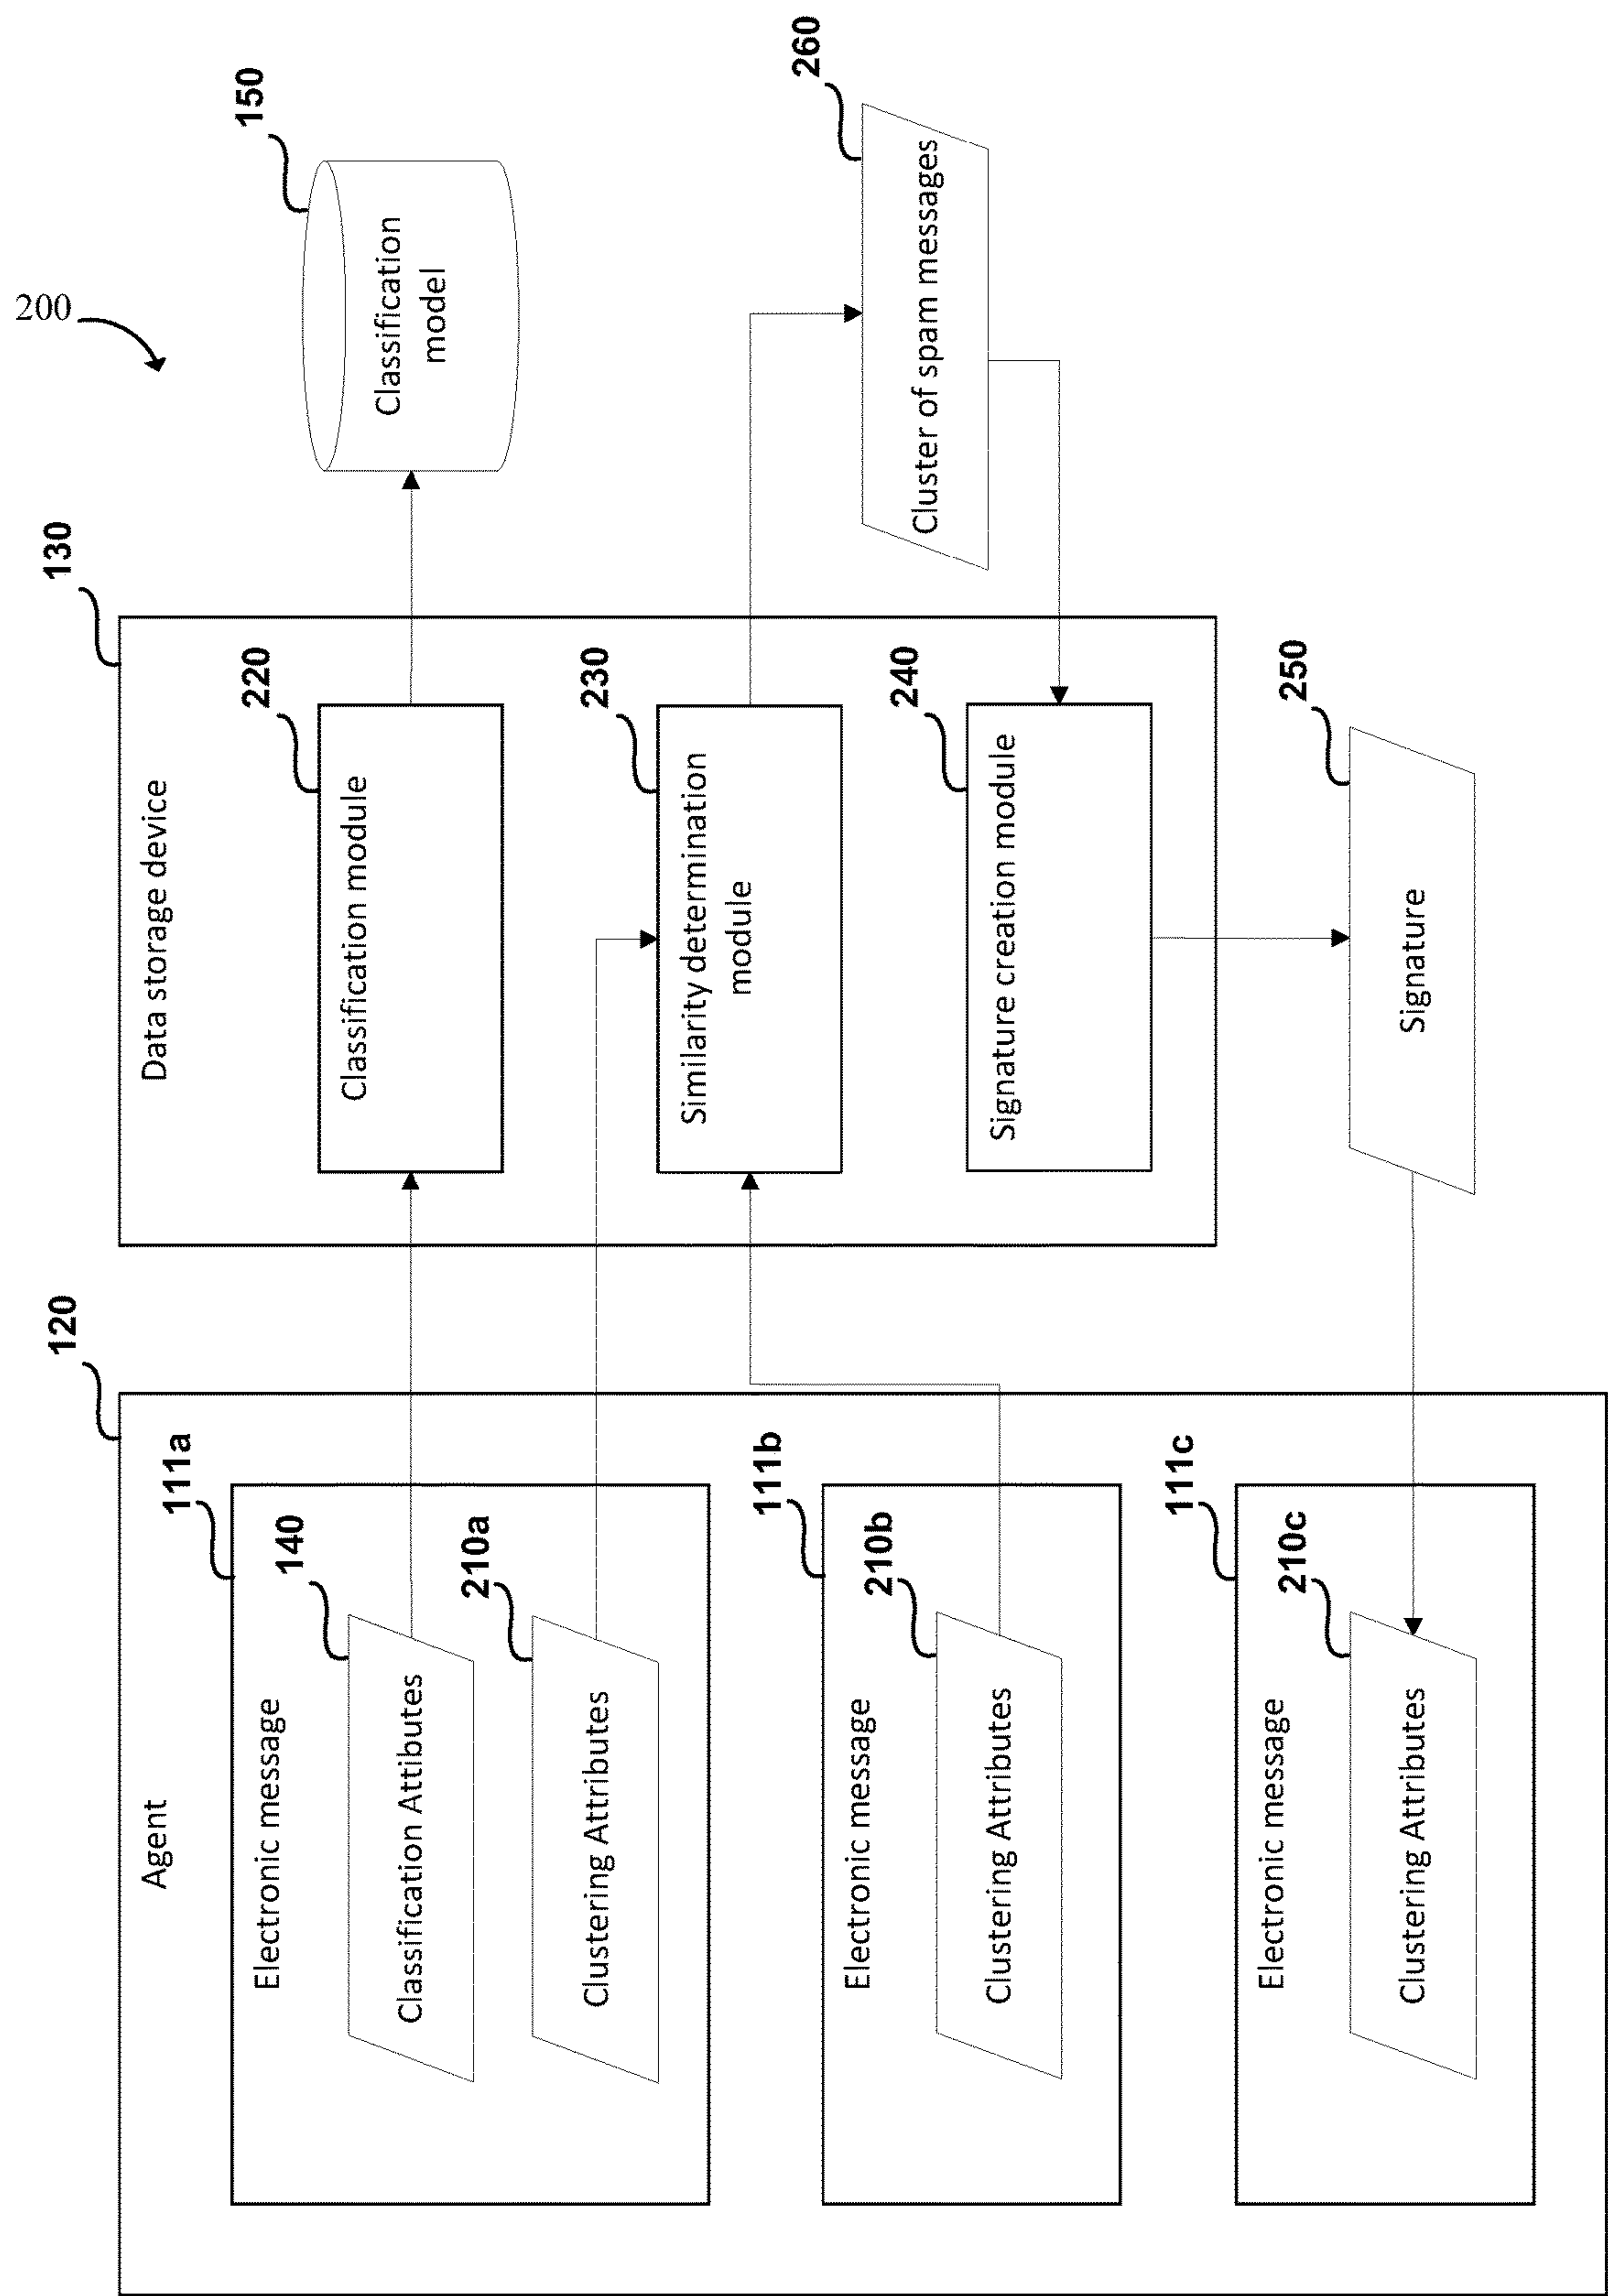 200
120
Agent
111a
Electronic message
140
Classification Attibutes
210a
Clustering Attributes
111b
Electronic message
210b
Clustering Attributes
111c
Electronic message
210c
Clustering Attributes
130
Data storage device
220
Classification module
230
Similarity determination
module
240
Signature creation module
250
Signature
150
Classification
model
260
Cluster of spam messages